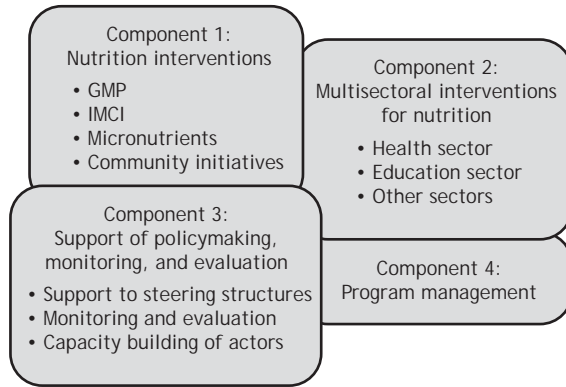 Component 1:
Nutrition interventions
• GMP
• IMCI
• Micronutrients
• Community initiatives
Component 2:
Multisectoral interventions
for nutrition
• Health sector
• Education sector
• Other sectors
Component 3:
Support of policymaking,
monitoring, and evaluation
• Support to steering structures
• Monitoring and evaluation
• Capacity building of actors
Component 4:
Program management